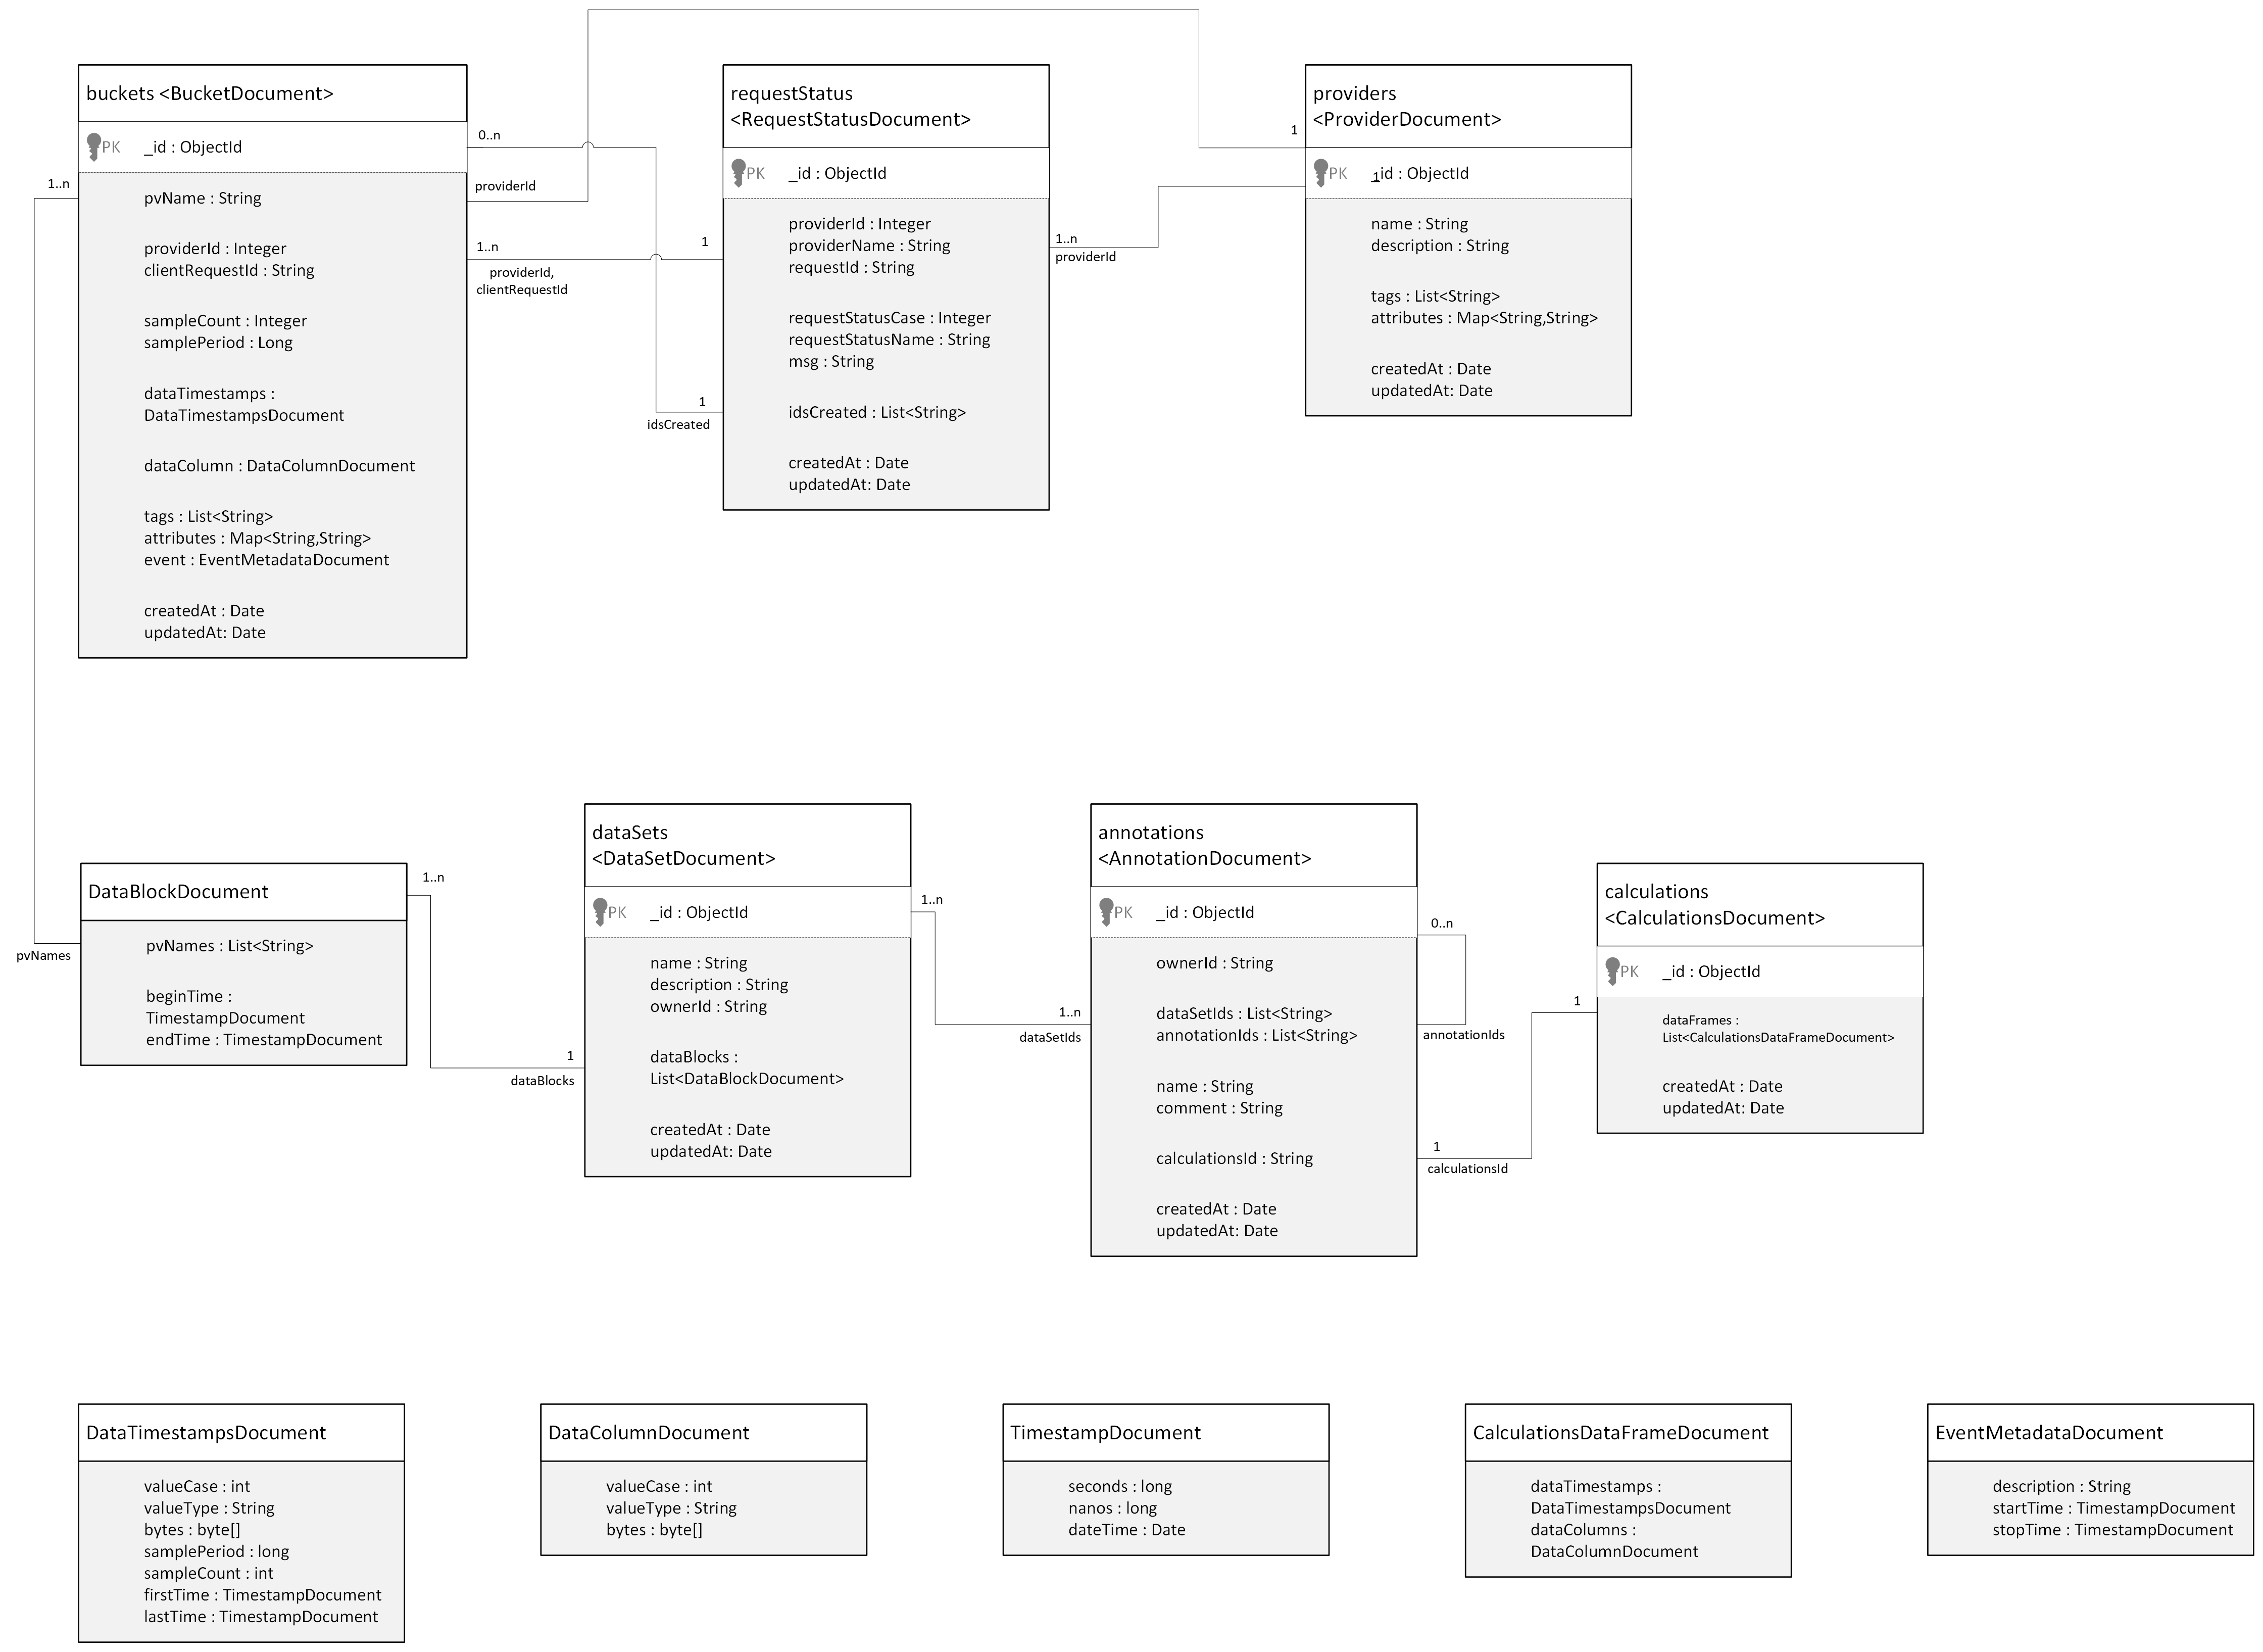 buckets <BucketDocument>
PK _id : ObjectId
pvName : String
providerId : Integer
clientRequestId : String
sampleCount : Integer
samplePeriod : Long
dataTimestamps :
DataTimestampsDocument
dataColumn : DataColumnDocument
tags : List<String>
attributes : Map<String,String>
event : EventMetadataDocument
createdAt : Date
updatedAt: Date
1..n
0..n
providerId
1..n
providerId,
clientRequestId
1
1
idsCreated
requestStatus
<RequestStatusDocument>
PK _id : ObjectId
providerId : Integer
providerName : String
requestId : String
requestStatusCase : Integer
requestStatusName : String
msg : String
idsCreated : List<String>
createdAt : Date
updatedAt: Date
1..n
providerId
1
providers
<ProviderDocument>
PK _id : ObjectId
1
name : String
description : String
tags : List<String>
attributes : Map<String,String>
createdAt : Date
updatedAt: Date
DataBlockDocument
pvNames : List<String>
beginTime :
TimestampDocument
endTime : TimestampDocument
pvNames
1..n
1
dataBlocks
dataSets
<DataSetDocument>
PK _id : ObjectId
name : String
description : String
ownerId : String
dataBlocks :
List<DataBlockDocument>
createdAt : Date
updatedAt: Date
1..n
1..n
dataSetIds
annotations
<AnnotationDocument>
PK _id : ObjectId
ownerId : String
dataSetIds : List<String>
annotationIds : List<String>
name : String
comment : String
calculationsId : String
createdAt : Date
updatedAt: Date
0..n
annotationIds
1
calculationsId
1
calculations
<CalculationsDocument>
PK _id : ObjectId
dataFrames :
List<CalculationsDataFrameDocument>
createdAt : Date
updatedAt: Date
DataTimestampsDocument
valueCase : int
valueType : String
bytes : byte[]
samplePeriod : long
sampleCount : int
firstTime : TimestampDocument
lastTime : TimestampDocument
DataColumnDocument
valueCase : int
valueType : String
bytes : byte[]
TimestampDocument
seconds : long
nanos : long
dateTime : Date
CalculationsDataFrameDocument
dataTimestamps :
DataTimestampsDocument
dataColumns :
DataColumnDocument
EventMetadataDocument
description : String
startTime : TimestampDocument
stopTime : TimestampDocument